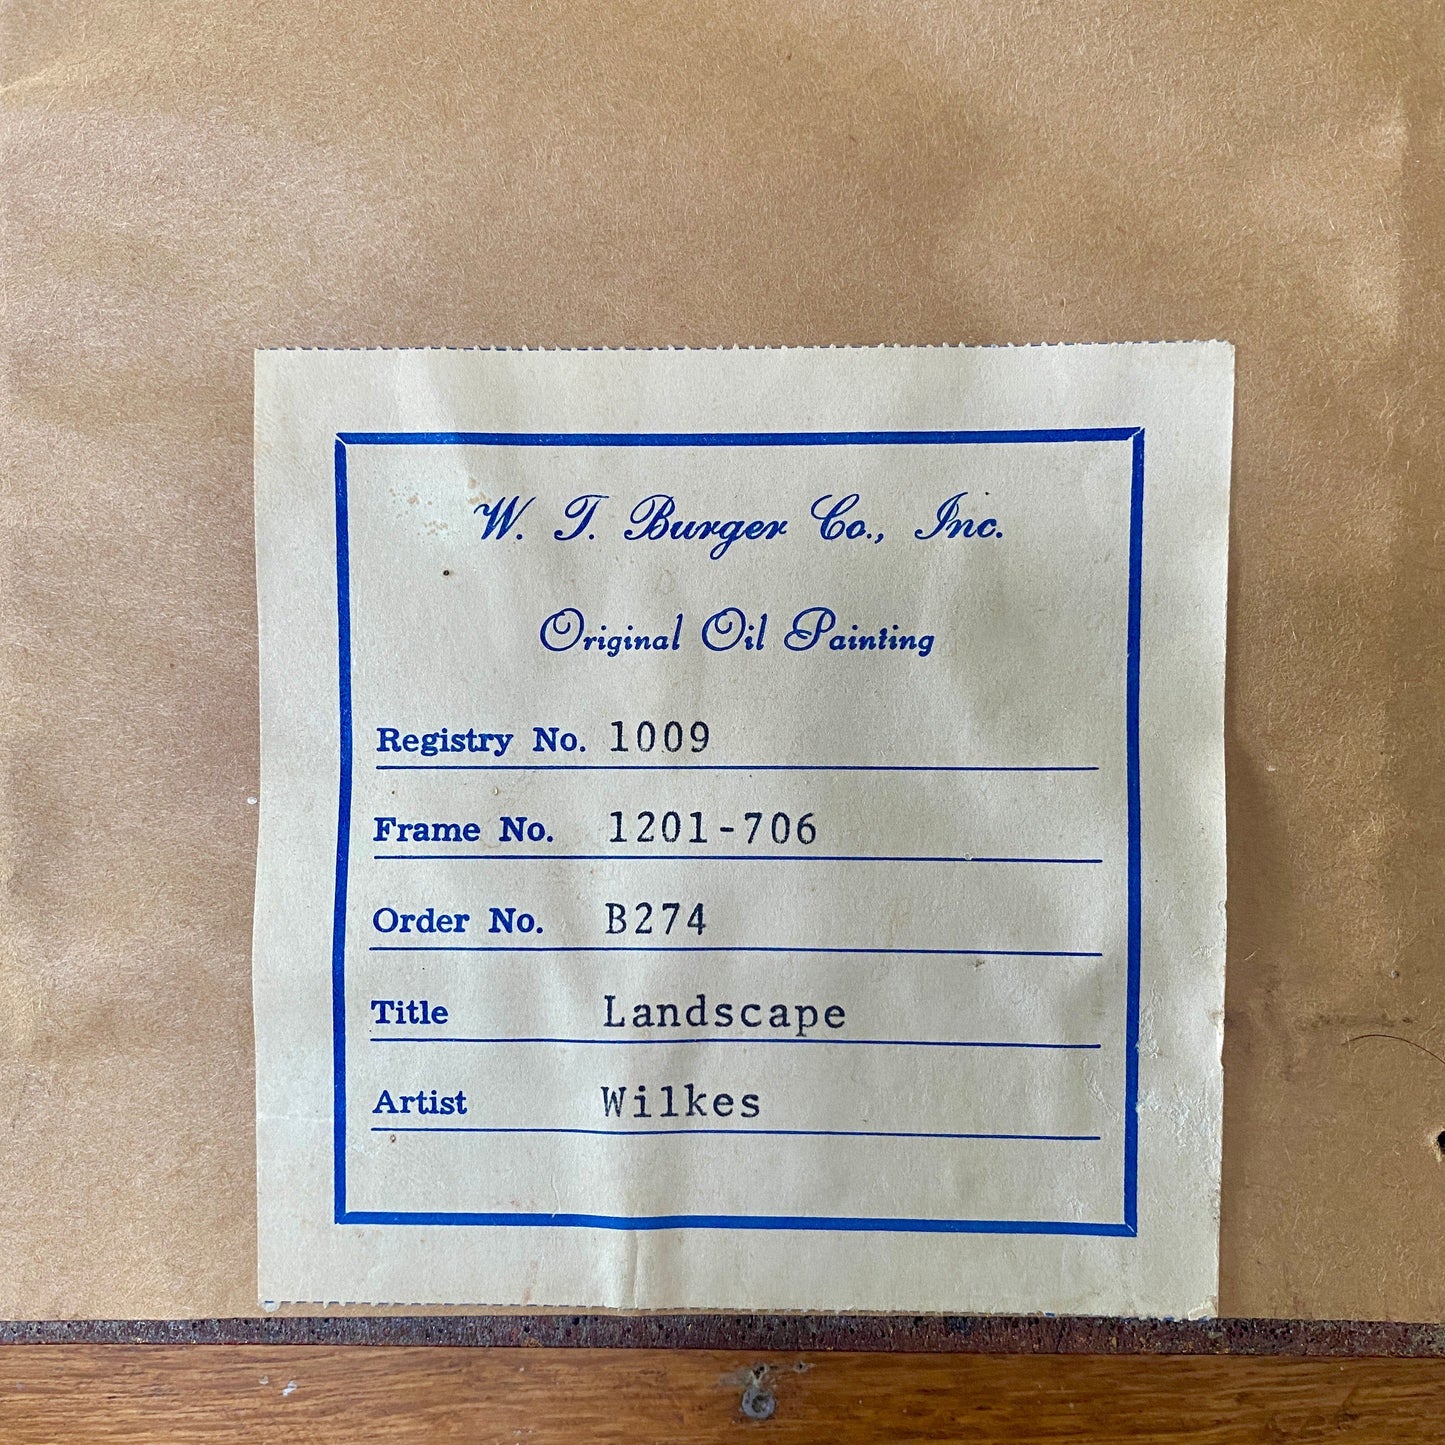 W. T. Burger Co., Inc.
Original Oil Painting
Registry No. 1009
Frame No. 1201-706
Order No. B274
Title Landscape
Artist Wilkes